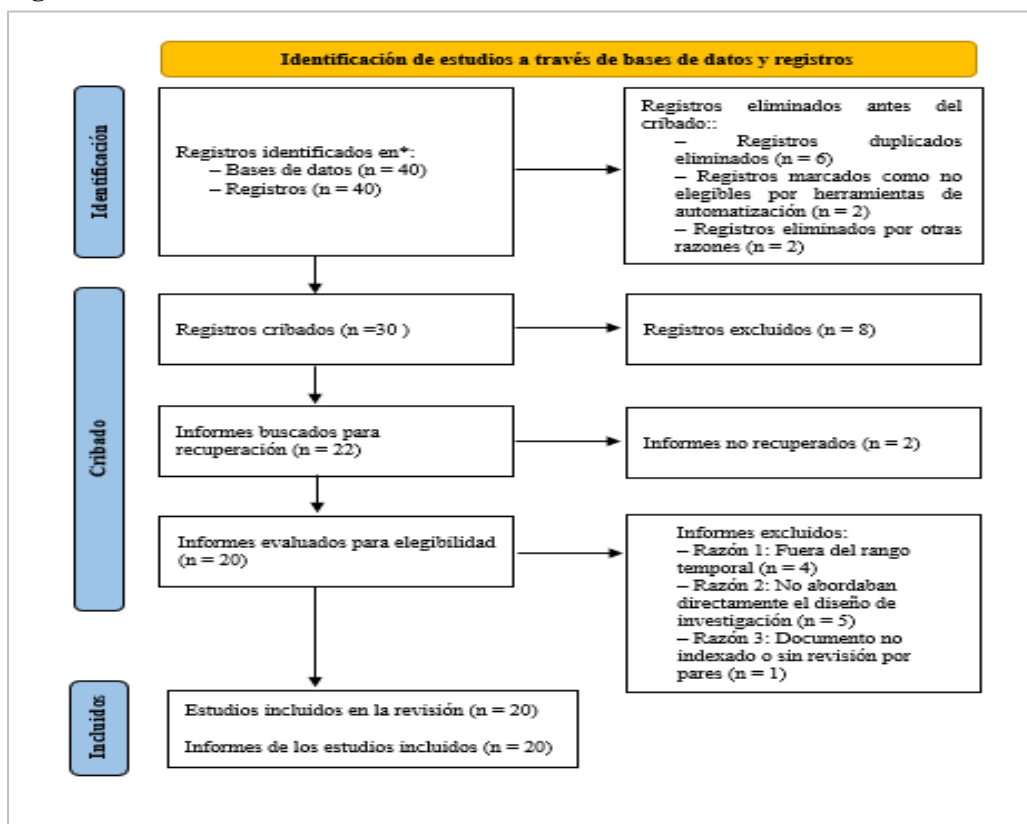 Identificación de estudios a través de bases de datos y registros
Identificación
Registros identificados en*:
– Bases de datos (n = 40)
– Registros (n = 40)
Registros eliminados antes del
cribado::
– Registros duplicados
eliminados (n = 6)
– Registros marcados como no
elegibles por herramientas de
automatización (n = 2)
– Registros eliminados por otras
razones (n = 2)
Cribado
Registros cribados (n =30 )
Registros excluidos (n = 8)
Informes buscados para
recuperación (n = 22)
Informes no recuperados (n = 2)
Informes evaluados para elegibilidad
(n = 20)
Informes excluidos:
– Razón 1: Fuera del rango
temporal (n = 4)
– Razón 2: No abordaban
directamente el diseño de
investigación (n = 5)
– Razón 3: Documento no
indexado o sin revisión por
pares (n = 1)
Incluidos
Estudios incluidos en la revisión (n = 20)
Informes de los estudios incluidos (n = 20)